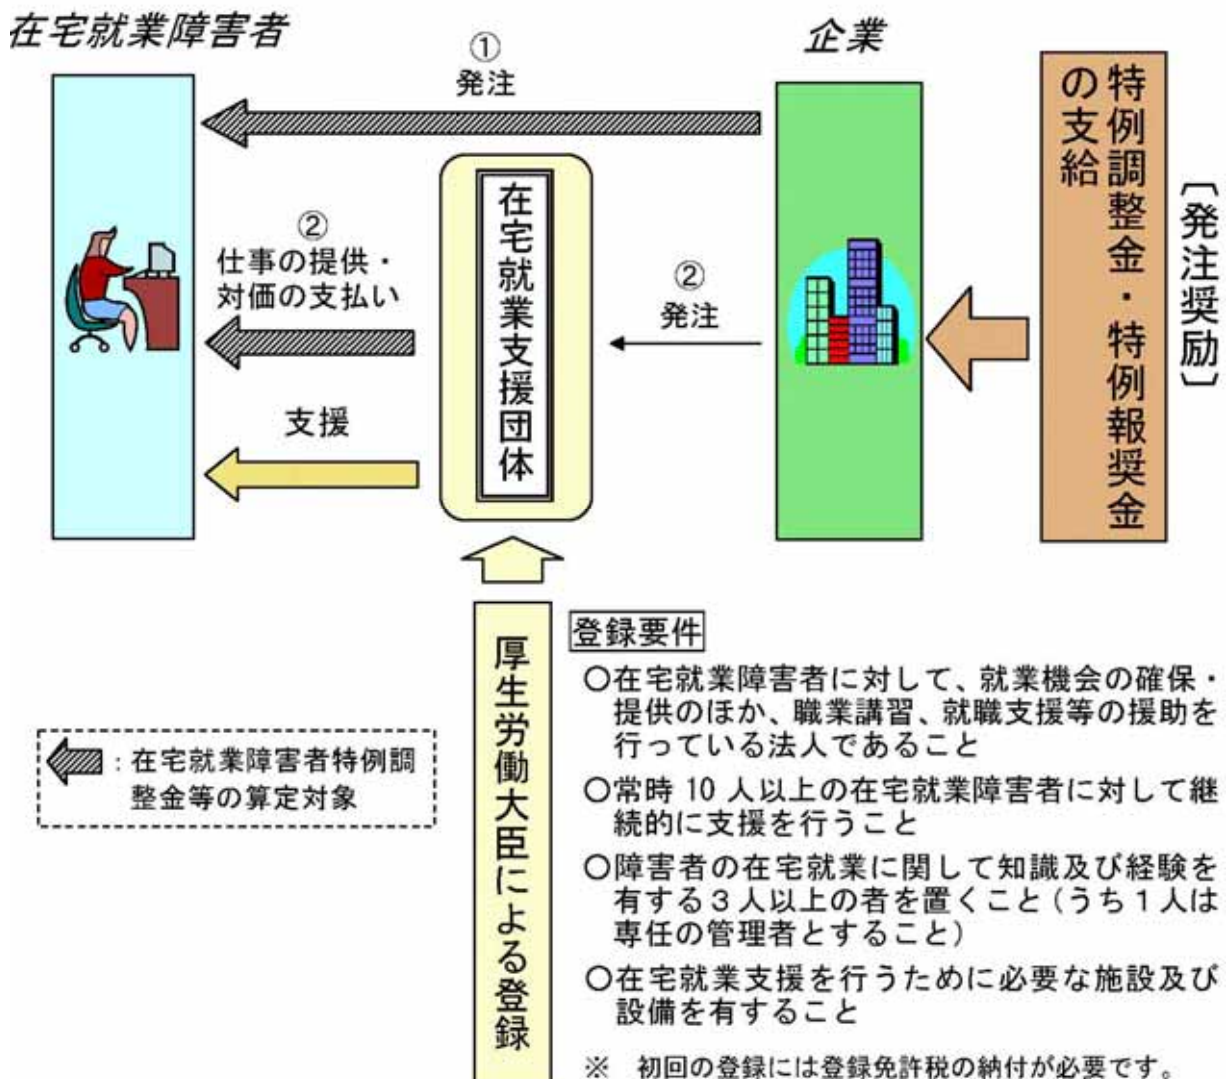 在宅就業障害者
企業
①
発注
特例調整金・特例報奨金
の支給
〔発注奨励〕
在宅就業支援団体
②
仕事の提供・
対価の支払い
②
発注
支援
厚生労働大臣による登録
登録要件
○在宅就業障害者に対して、就業機会の確保・
提供のほか、職業講習、就職支援等の援助を
行っている法人であること
○常時 10 人以上の在宅就業障害者に対して継
続的に支援を行うこと
○障害者の在宅就業に関して知識及び経験を
有する3人以上の者を置くこと（うち1人は
専任の管理者とすること）
○在宅就業支援を行うために必要な施設及び
設備を有すること
※　初回の登録には登録免許税の納付が必要です。
：在宅就業障害者特例調
整金等の算定対象